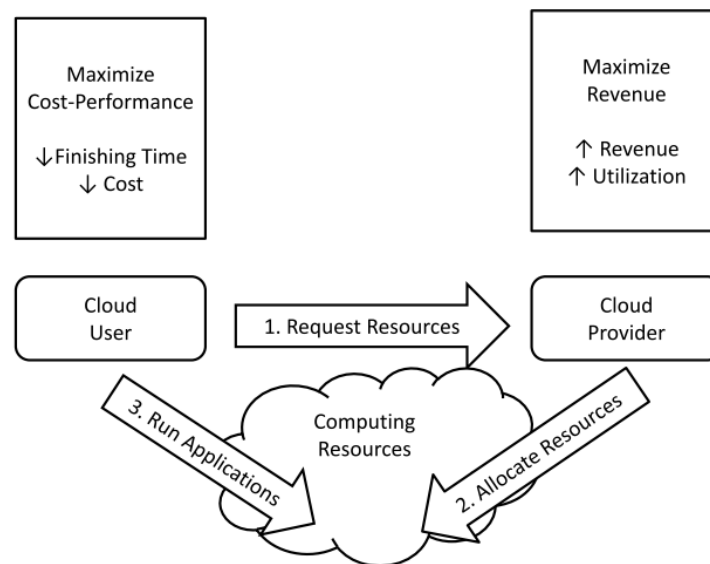 Maximize
Cost-Performance
↓Finishing Time
↓ Cost
Maximize
Revenue
↑ Revenue
↑ Utilization
Cloud
User
1. Request Resources
Cloud
Provider
Computing
Resources
3. Run Applications
2. Allocate Resources